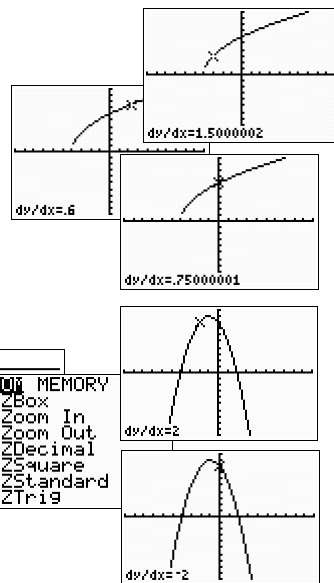 dy/dx=1.5000002
dy/dx=.6
dy/dx=.75000001
dy/dx=2
MEMORY
ZBox
Zoom In
Zoom Out
ZDecimal
ZSquare
ZStandard
ZTrig
dy/dx=-2